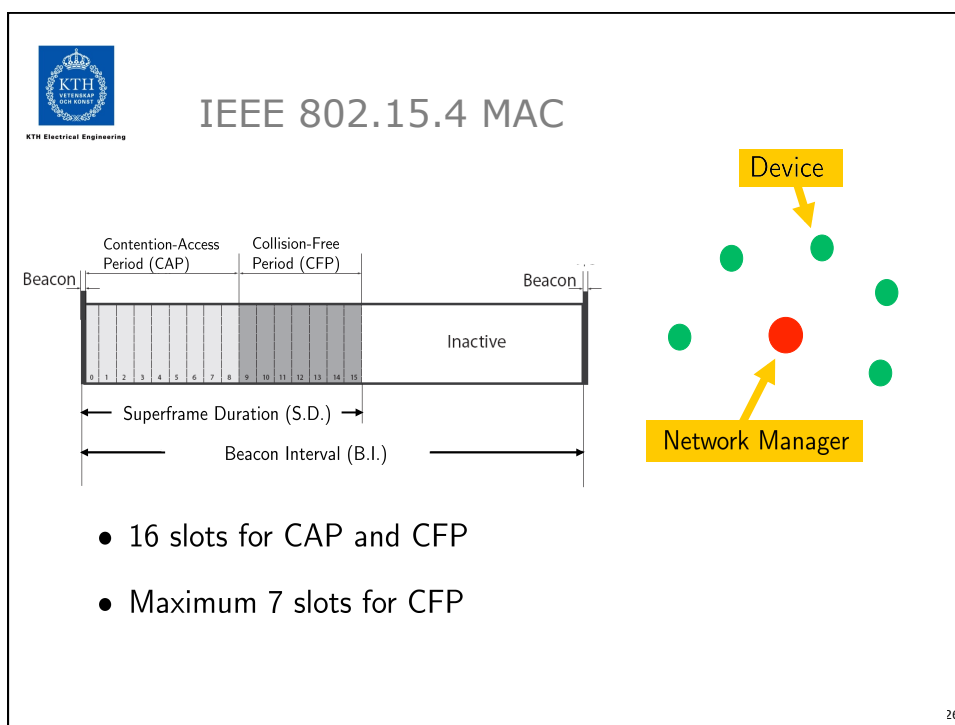 KTH
VETENSKAP
OCH KONST
KTH Electrical Engineering
IEEE 802.15.4 MAC
Device
Contention-Access
Period (CAP)
Collision-Free
Period (CFP)
Beacon
Beacon
Inactive
0 1 2 3 4 5 6 7 8 9 10 11 12 13 14 15
Superframe Duration (S.D.)
Beacon Interval (B.I.)
Network Manager
• 16 slots for CAP and CFP
• Maximum 7 slots for CFP
26